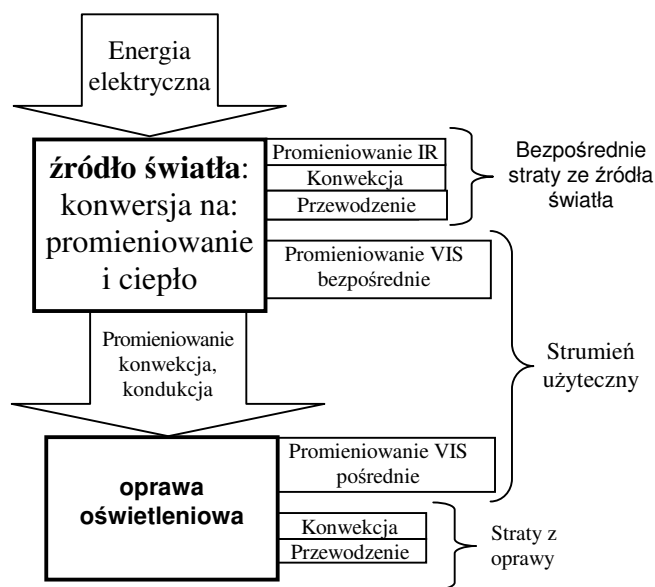 Energia
elektryczna
źródło światła:
konwersja na:
promieniowanie
i ciepło
Promieniowanie IR
Konwekcja
Przewodzenie
Bezpośrednie
straty ze źródła
światła
Promieniowanie VIS
bezpośrednie
Promieniowanie
konwekcja,
kondukcja
Strumień
użyteczny
oprawa
oświetleniowa
Promieniowanie VIS
pośrednie
Konwekcja
Przewodzenie
Straty z
oprawy